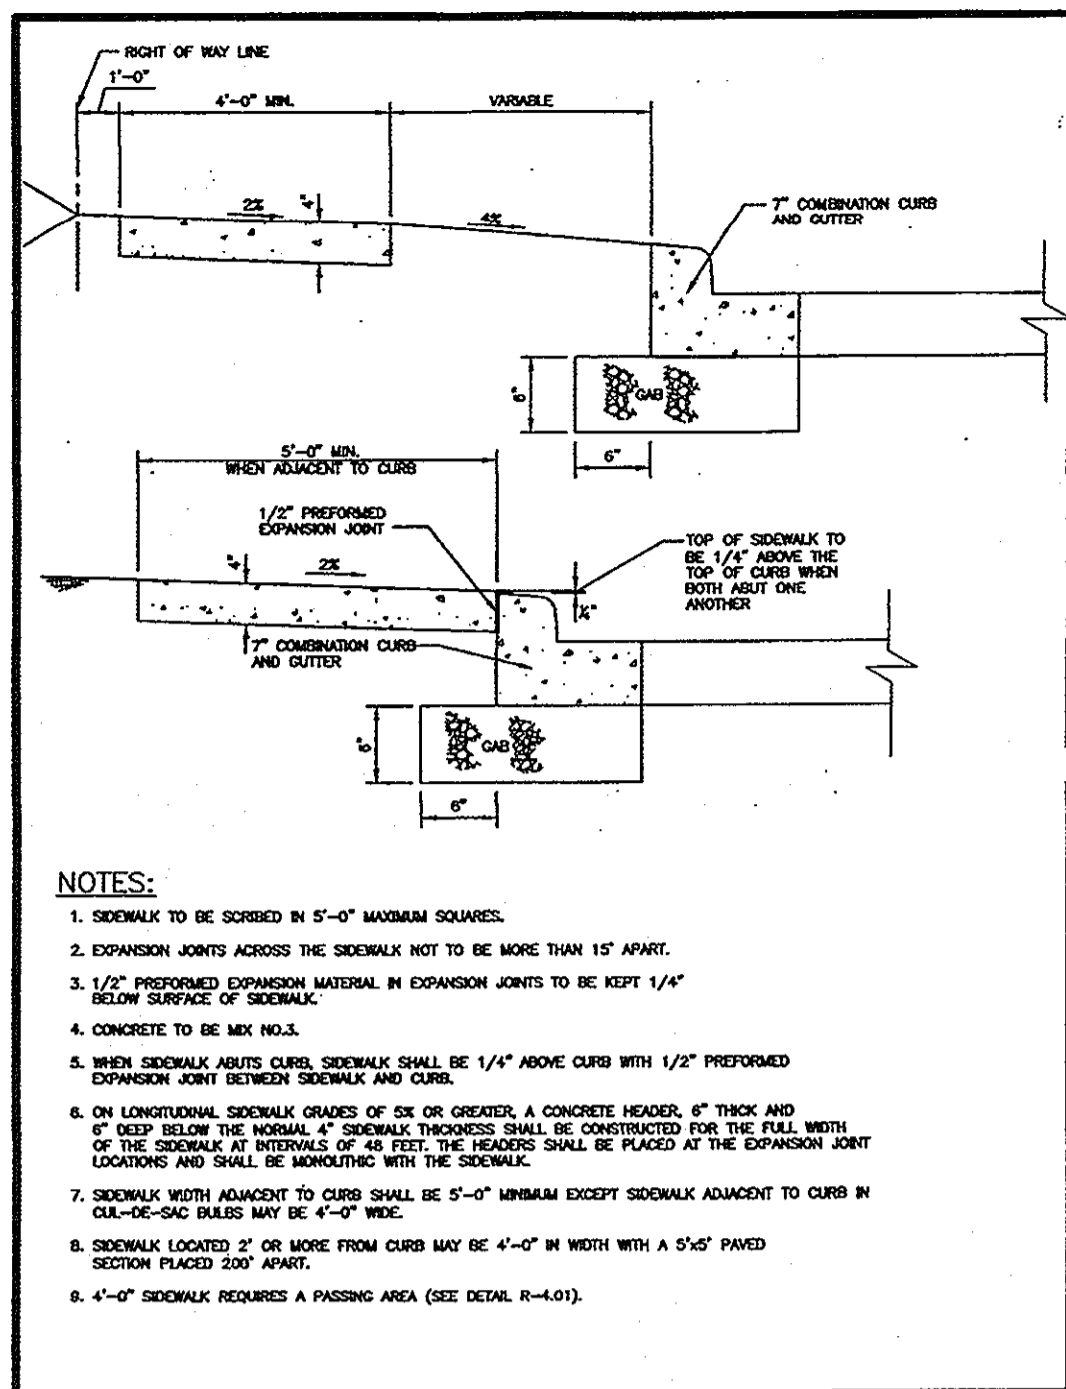 RIGHT OF WAY LINE
1'-0"
4'-0" MIN.
VARIABLE
2%
4"
4%
7" COMBINATION CURB
AND GUTTER
6"
GAB
6"
5'-0" MIN.
WHEN ADJACENT TO CURB
1/2" PREFORMED
EXPANSION JOINT
TOP OF SIDEWALK TO
BE 1/4" ABOVE THE
TOP OF CURB WHEN
BOTH ABUT ONE
ANOTHER
4"
2%
1/4"
7" COMBINATION CURB
AND GUTTER
6"
GAB
6"
NOTES:
1. SIDEWALK TO BE SCRIBED IN 5'-0" MAXIMUM SQUARES.
2. EXPANSION JOINTS ACROSS THE SIDEWALK NOT TO BE MORE THAN 15' APART.
3. 1/2" PREFORMED EXPANSION MATERIAL IN EXPANSION JOINTS TO BE KEPT 1/4"
BELOW SURFACE OF SIDEWALK.
4. CONCRETE TO BE MIX NO.3.
5. WHEN SIDEWALK ABUTS CURB, SIDEWALK SHALL BE 1/4" ABOVE CURB WITH 1/2" PREFORMED
EXPANSION JOINT BETWEEN SIDEWALK AND CURB.
6. ON LONGITUDINAL SIDEWALK GRADES OF 5% OR GREATER, A CONCRETE HEADER, 6" THICK AND
6" DEEP BELOW THE NORMAL 4" SIDEWALK THICKNESS SHALL BE CONSTRUCTED FOR THE FULL WIDTH
OF THE SIDEWALK AT INTERVALS OF 48 FEET. THE HEADERS SHALL BE PLACED AT THE EXPANSION JOINT
LOCATIONS AND SHALL BE MONOLITHIC WITH THE SIDEWALK.
7. SIDEWALK WIDTH ADJACENT TO CURB SHALL BE 5'-0" MINIMUM EXCEPT SIDEWALK ADJACENT TO CURB IN
CUL-DE-SAC BULBS MAY BE 4'-0" WIDE.
8. SIDEWALK LOCATED 2' OR MORE FROM CURB MAY BE 4'-0" IN WIDTH WITH A 5'x5' PAVED
SECTION PLACED 200' APART.
9. 4'-0" SIDEWALK REQUIRES A PASSING AREA (SEE DETAIL R-4.01).